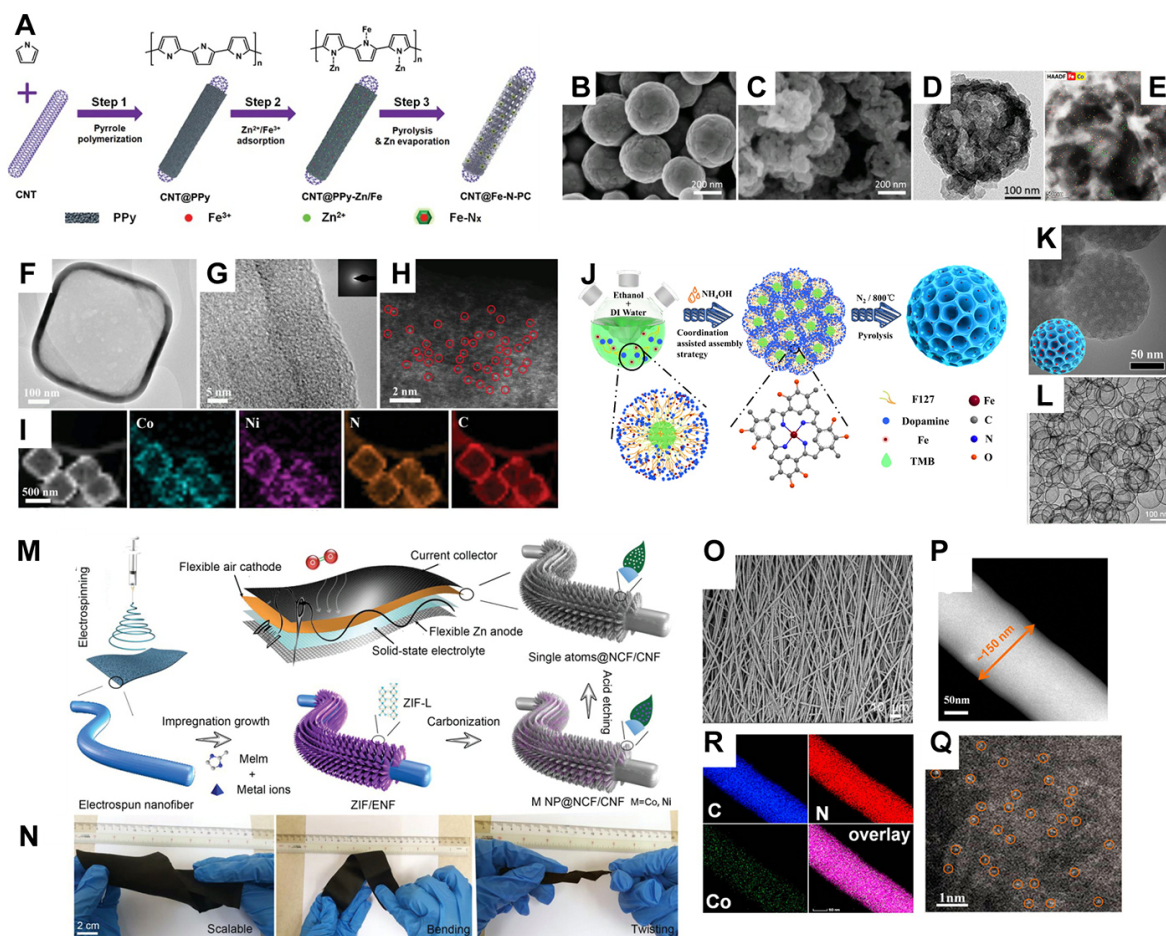 A
N
n
Fe
N
N
N
Zn
Zn
n
Step 1
Pyrrole
polymerization
Step 2
Zn²⁺/Fe³⁺
adsorption
Step 3
Pyrolysis
& Zn evaporation
CNT
CNT@PPy
CNT@PPy-Zn/Fe
CNT@Fe-N-PC
PPy
Fe³⁺
Zn²⁺
Fe-Nₓ
B
200 nm
C
200 nm
D
100 nm
HAADF Fe Co
E
F
100 nm
G
5 nm
H
2 nm
I
500 nm
Co
Ni
N
C
J
Ethanol
+
DI Water
NH₄OH
Coordination
assisted assembly
strategy
N₂ / 800℃
Pyrolysis
F127
Dopamine
Fe
TMB
Fe
C
N
O
K
50 nm
L
100 nm
M
Electrospinning
Flexible air cathode
Current collector
Flexible Zn anode
Solid-state electrolyte
Single atoms@NCF/CNF
Acid etching
Impregnation growth
MeIm
+
Metal ions
ZIF-L
Carbonization
Electrospun nanofiber
ZIF/ENF
M NP@NCF/CNF M=Co, Ni
N
2 cm
Scalable
Bending
Twisting
O
P
~150 nm
50nm
R
C
N
Co
overlay
Q
1nm